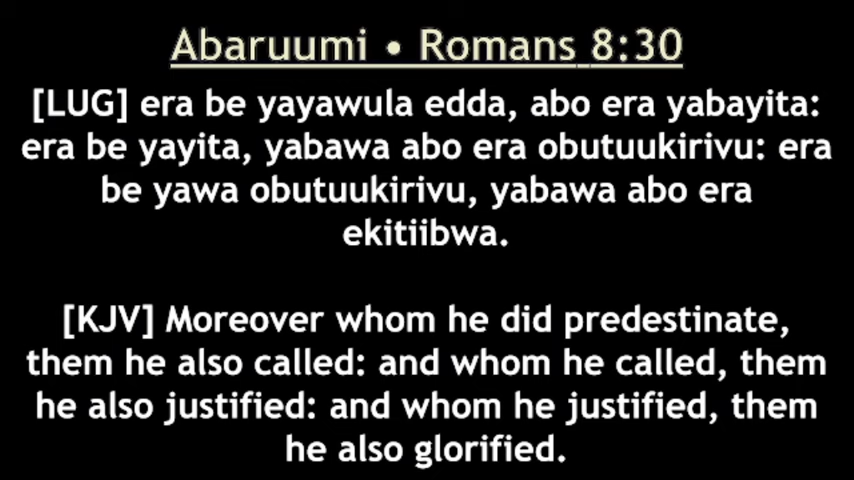 Abaruumi • Romans 8:30
[LUG] era be yayawula edda, abo era yabayita:
era be yayita, yabawa abo era obutuukirivu: era
be yawa obutuukirivu, yabawa abo era
ekitiibwa.
[KJV] Moreover whom he did predestinate,
them he also called: and whom he called, them
he also justified: and whom he justified, them
he also glorified.